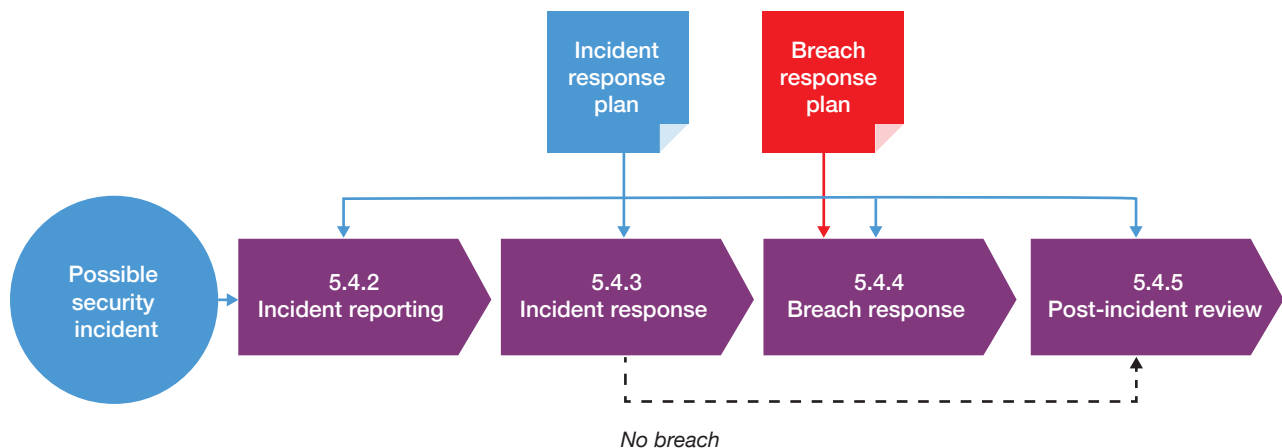 Incident
response
plan
Breach
response
plan
Possible
security
incident
5.4.2
Incident reporting
5.4.3
Incident response
5.4.4
Breach response
5.4.5
Post-incident review
No breach